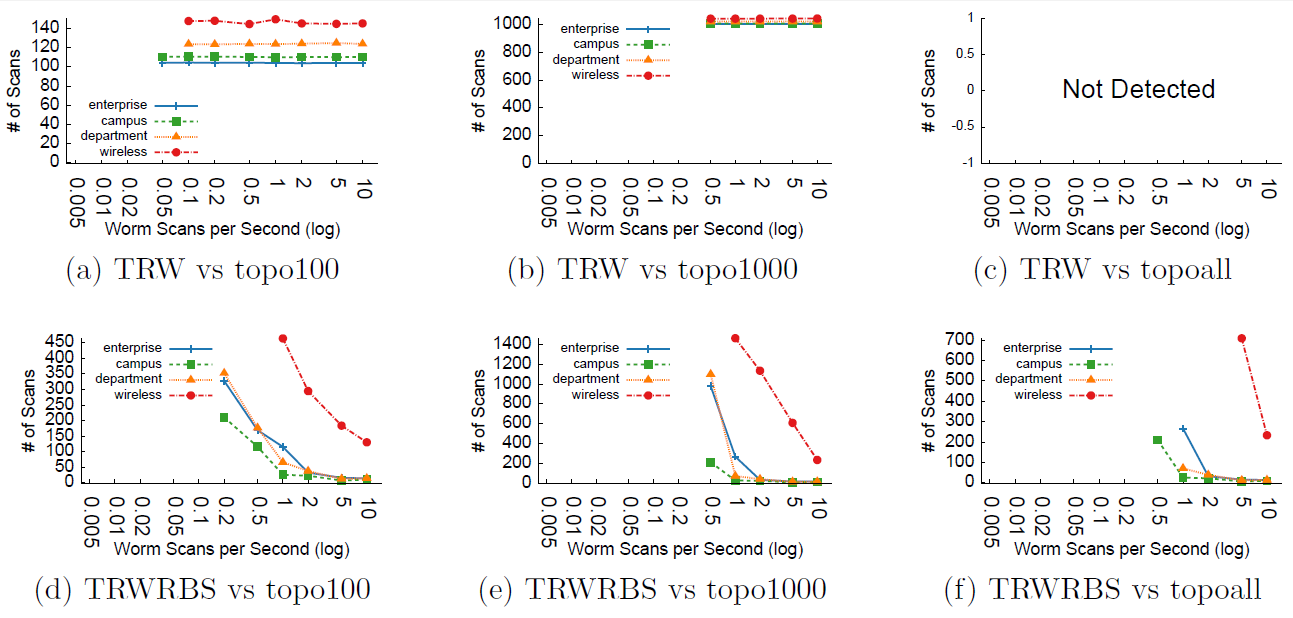 # of Scans
140
120
100
80
60
40
20
0
enterprise
campus
department
wireless
0.005
0.01
0.02
0.05
0.1
0.2
0.5
1
2
5
10
Worm Scans per Second (log)
(a) TRW vs topo100
# of Scans
1000
800
600
400
200
0
enterprise
campus
department
wireless
0.005
0.01
0.02
0.05
0.1
0.2
0.5
1
2
5
10
Worm Scans per Second (log)
(b) TRW vs topo1000
# of Scans
1
0.5
0
-0.5
-1
Not Detected
0.005
0.01
0.02
0.05
0.1
0.2
0.5
1
2
5
10
Worm Scans per Second (log)
(c) TRW vs topoall
# of Scans
450
400
350
300
250
200
150
100
50
0
enterprise
campus
department
wireless
0.005
0.01
0.02
0.05
0.1
0.2
0.5
1
2
5
10
Worm Scans per Second (log)
(d) TRWRBS vs topo100
# of Scans
1400
1200
1000
800
600
400
200
0
enterprise
campus
department
wireless
0.005
0.01
0.02
0.05
0.1
0.2
0.5
1
2
5
10
Worm Scans per Second (log)
(e) TRWRBS vs topo1000
# of Scans
700
600
500
400
300
200
100
0
enterprise
campus
department
wireless
0.005
0.01
0.02
0.05
0.1
0.2
0.5
1
2
5
10
Worm Scans per Second (log)
(f) TRWRBS vs topoall